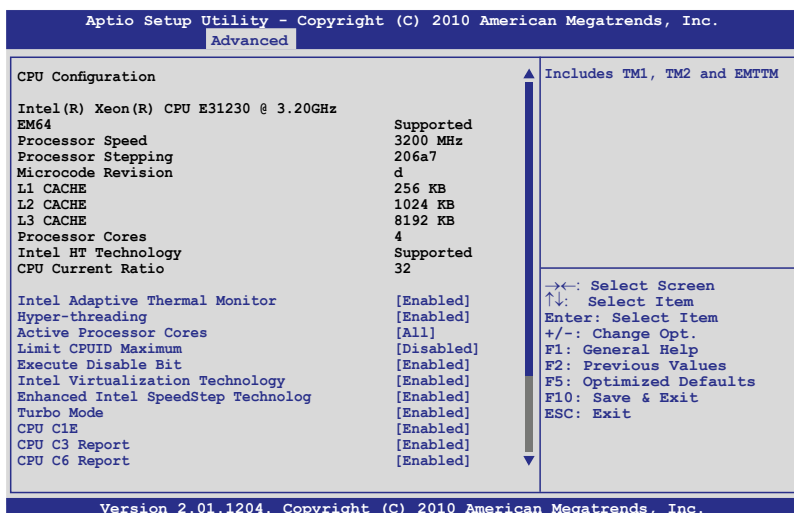 Aptio Setup Utility - Copyright (C) 2010 American Megatrends, Inc.
Advanced
CPU Configuration
Intel(R) Xeon(R) CPU E31230 @ 3.20GHz
EM64 Supported
Processor Speed 3200 MHz
Processor Stepping 206a7
Microcode Revision d
L1 CACHE 256 KB
L2 CACHE 1024 KB
L3 CACHE 8192 KB
Processor Cores 4
Intel HT Technology Supported
CPU Current Ratio 32
Intel Adaptive Thermal Monitor [Enabled]
Hyper-threading [Enabled]
Active Processor Cores [All]
Limit CPUID Maximum [Disabled]
Execute Disable Bit [Enabled]
Intel Virtualization Technology [Enabled]
Enhanced Intel SpeedStep Technolog [Enabled]
Turbo Mode [Enabled]
CPU C1E [Enabled]
CPU C3 Report [Enabled]
CPU C6 Report [Enabled]
Includes TM1, TM2 and EMTTM
→←: Select Screen
↑↓: Select Item
Enter: Select Item
+/-: Change Opt.
F1: General Help
F2: Previous Values
F5: Optimized Defaults
F10: Save & Exit
ESC: Exit
Version 2.01.1204. Copyright (C) 2010 American Megatrends, Inc.